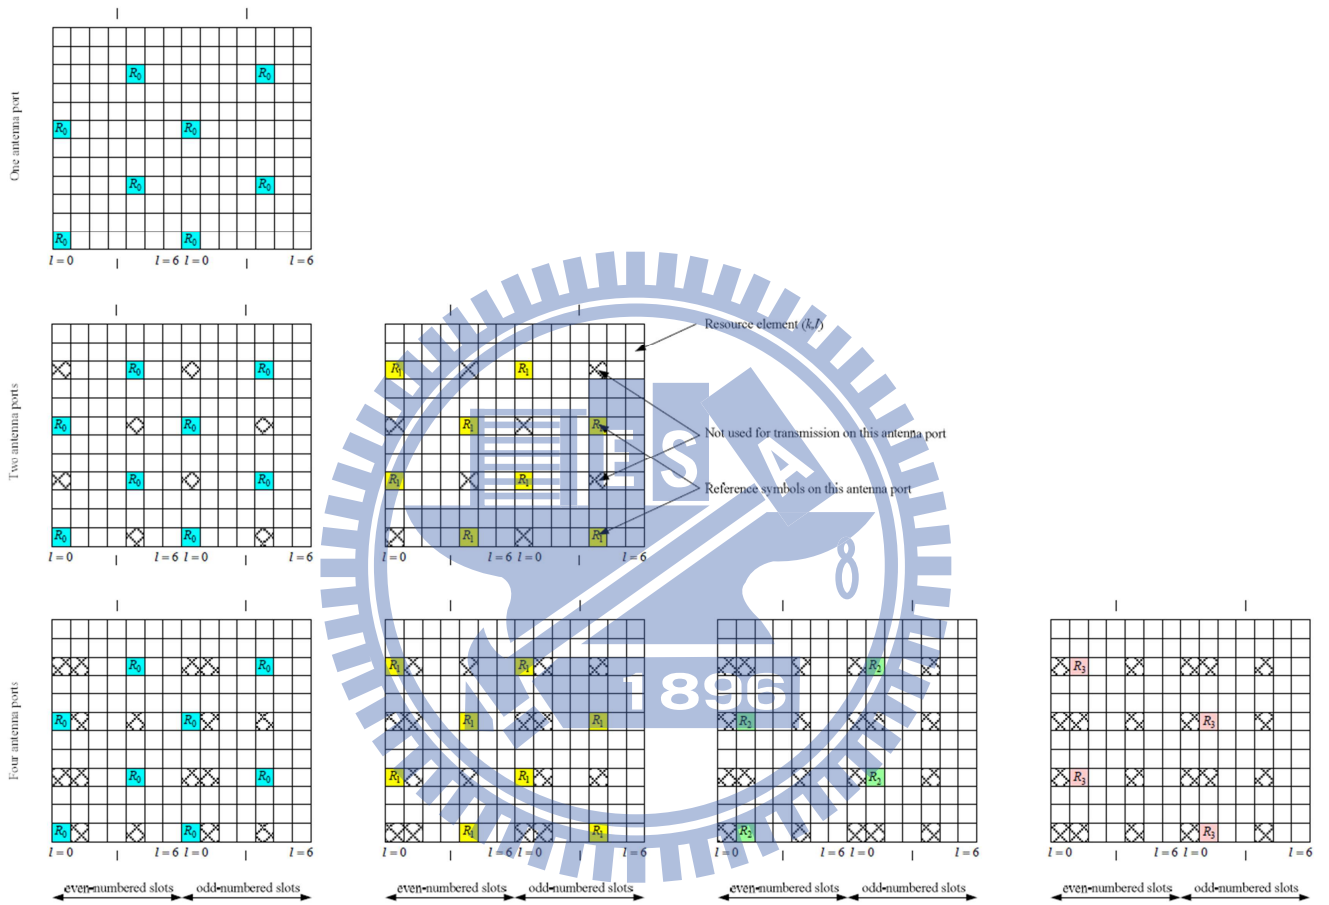 One antenna port
R0 R0
R0 R0
R0 R0
R0 R0
l = 0 l = 6 l = 0 l = 6
Two antenna ports
Resource element (k,l)
R0 R0 R1 R1
R0 R0 R1 R1
Not used for transmission on this antenna port
R0 R0 R1 R1
Reference symbols on this antenna port
R0 R0 R1 R1
l = 0 l = 6 l = 0 l = 6 l = 0 l = 6 l = 0 l = 6
ESA
8
1896
Four antenna ports
R0 R0 R1 R1 R2 R3
R0 R0 R1 R1 R2 R3
R0 R0 R1 R1 R2 R3
R0 R0 R1 R1 R2 R3
l = 0 l = 6 l = 0 l = 6 l = 0 l = 6 l = 0 l = 6 l = 0 l = 6 l = 0 l = 6 l = 0 l = 6 l = 0 l = 6
even-numbered slots odd-numbered slots even-numbered slots odd-numbered slots even-numbered slots odd-numbered slots even-numbered slots odd-numbered slots